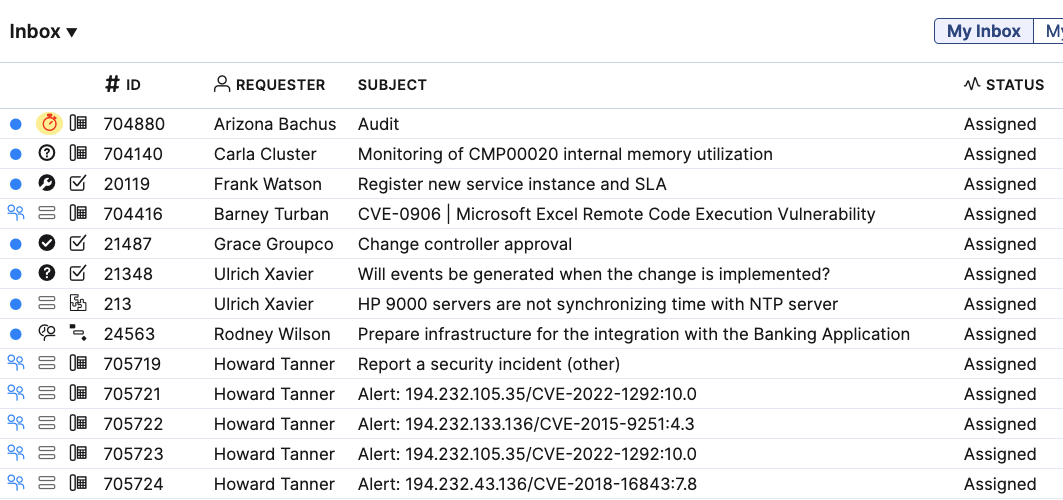 Inbox ▼
My Inbox My
# ID REQUESTER SUBJECT STATUS
704880 Arizona Bachus Audit Assigned
704140 Carla Cluster Monitoring of CMP00020 internal memory utilization Assigned
20119 Frank Watson Register new service instance and SLA Assigned
704416 Barney Turban CVE-0906 | Microsoft Excel Remote Code Execution Vulnerability Assigned
21487 Grace Groupco Change controller approval Assigned
21348 Ulrich Xavier Will events be generated when the change is implemented? Assigned
213 Ulrich Xavier HP 9000 servers are not synchronizing time with NTP server Assigned
24563 Rodney Wilson Prepare infrastructure for the integration with the Banking Application Assigned
705719 Howard Tanner Report a security incident (other) Assigned
705721 Howard Tanner Alert: 194.232.105.35/CVE-2022-1292:10.0 Assigned
705722 Howard Tanner Alert: 194.232.133.136/CVE-2015-9251:4.3 Assigned
705723 Howard Tanner Alert: 194.232.105.35/CVE-2022-1292:10.0 Assigned
705724 Howard Tanner Alert: 194.232.43.136/CVE-2018-16843:7.8 Assigned